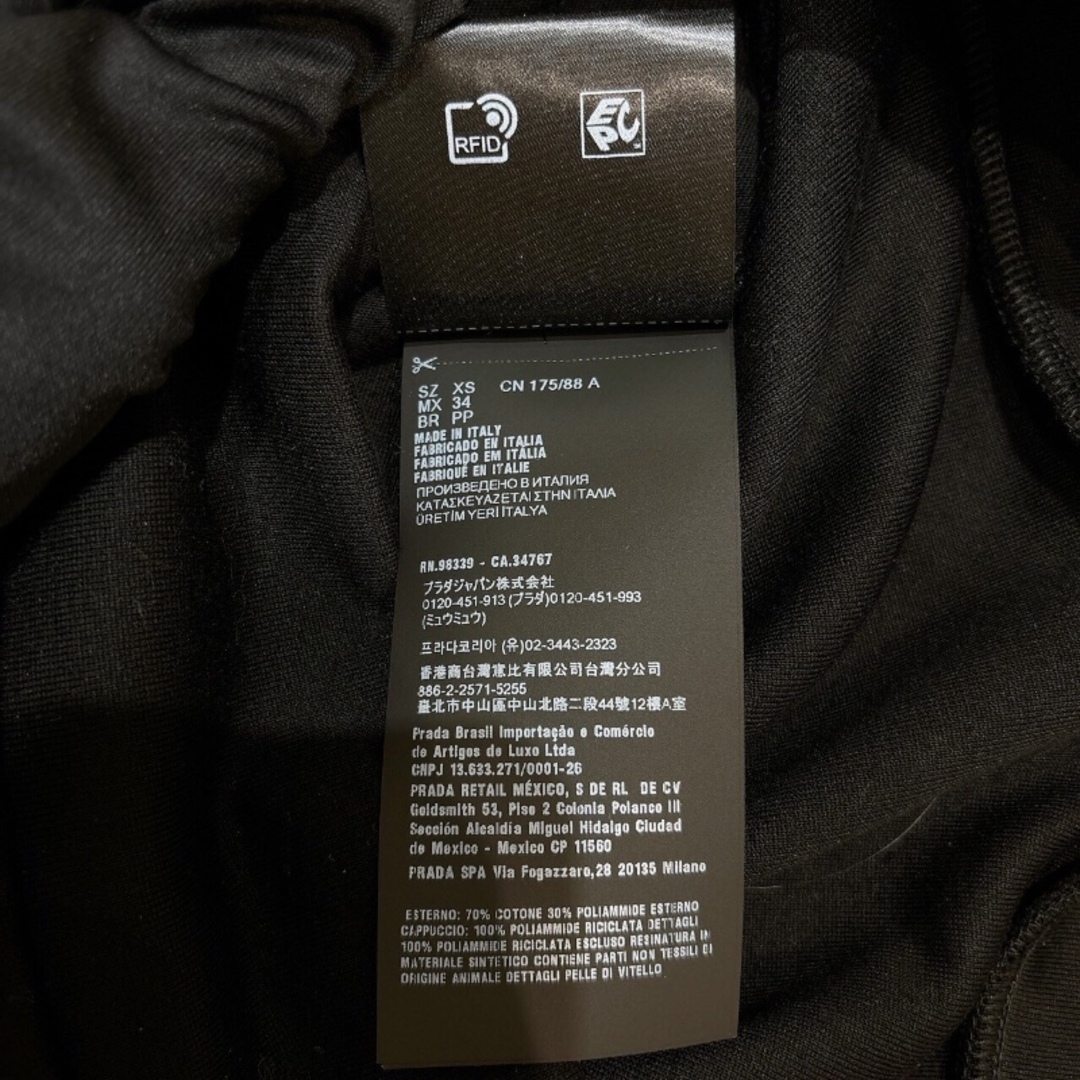 RFID
EPC
SZ XS CN 175/88 A
MX 34
BR PP
MADE IN ITALY
FABRICADO EN ITALIA
FABRICADO EM ITÁLIA
FABRIQUÉ EN ITALIE
ПРОИЗВЕДЕНО В ИТАЛИЯ
ΚΑΤΑΣΚΕΥΑΖΕΤΑΙ ΣΤΗΝ ΙΤΑΛΙΑ
ÜRETİM YERİ İTALYA
RN.98339 - CA.34767
プラダジャパン株式会社
0120-451-913 (プラダ)0120-451-993
(ミュウミュウ)
프라다코리아 (유)02-3443-2323
香港商台灣惠比有限公司台灣分公司
886-2-2571-5255
臺北市中山區中山北路二段44號12樓A室
Prada Brasil Importação e Comércio
de Artigos de Luxo Ltda
CNPJ 13.633.271/0001-26
PRADA RETAIL MÉXICO, S DE RL DE CV
Goldsmith 53, Piso 2 Colonia Polanco III
Sección Alcaldía Miguel Hidalgo Ciudad
de Mexico - Mexico CP 11560
PRADA SPA Via Fogazzaro,28 20135 Milano
ESTERNO: 70% COTONE 30% POLIAMMIDE ESTERNO
CAPPUCCIO: 100% POLIAMMIDE RICICLATA DETTAGLI
100% POLIAMMIDE RICICLATA ESCLUSO RESINATURA IN
MATERIALE SINTETICO CONTIENE PARTI NON TESSILI DI
ORIGINE ANIMALE DETTAGLI PELLE DI VITELLO